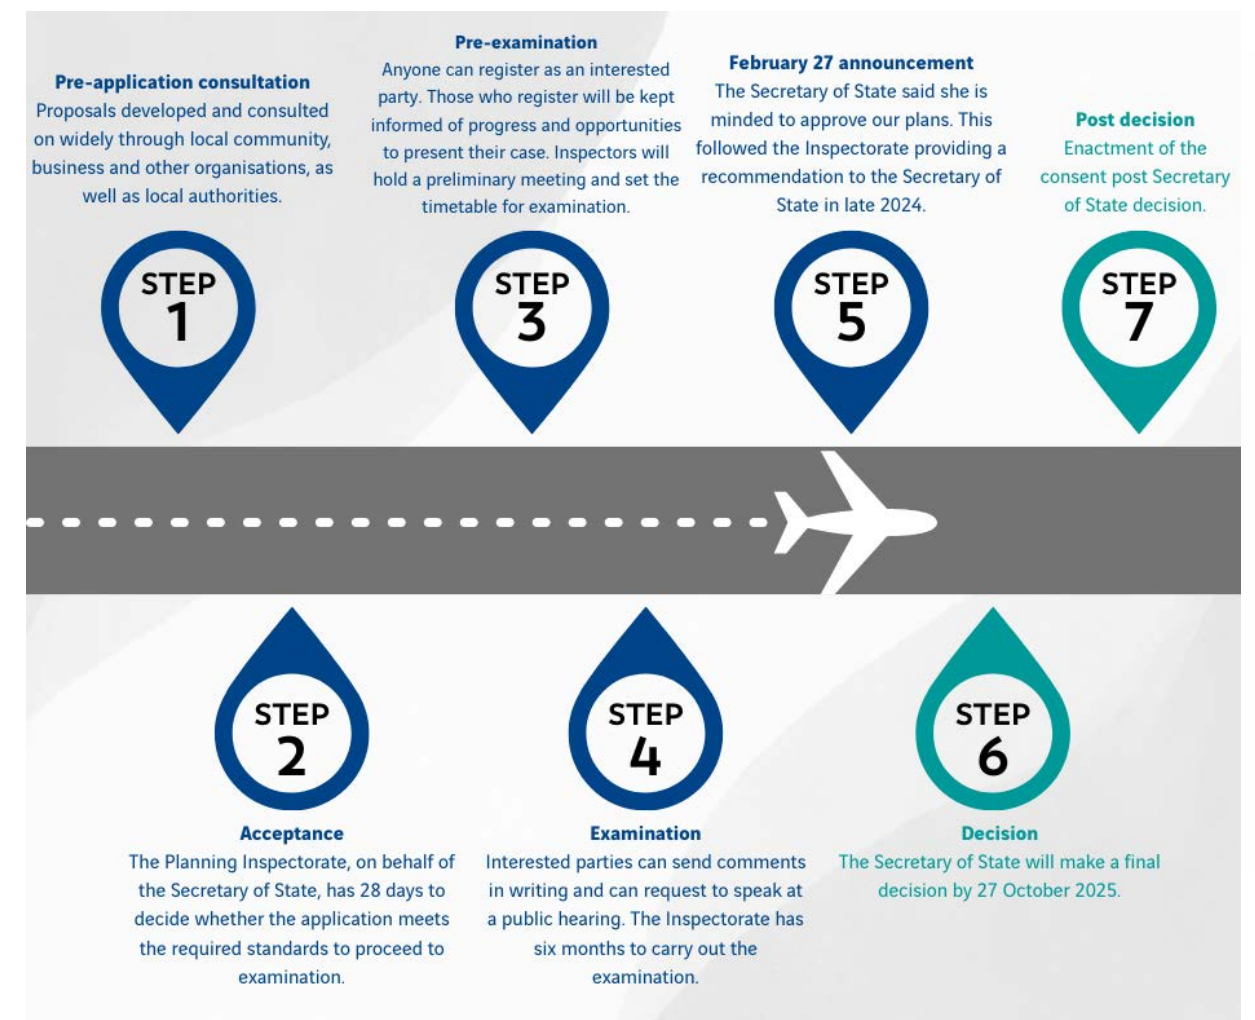 Pre-application consultation
Proposals developed and consulted
on widely through local community,
business and other organisations, as
well as local authorities.
STEP
1
Pre-examination
Anyone can register as an interested
party. Those who register will be kept
informed of progress and opportunities
to present their case. Inspectors will
hold a preliminary meeting and set the
timetable for examination.
STEP
3
February 27 announcement
The Secretary of State said she is
minded to approve our plans. This
followed the Inspectorate providing a
recommendation to the Secretary of
State in late 2024.
STEP
5
Post decision
Enactment of the
consent post Secretary
of State decision.
STEP
7
STEP
2
Acceptance
The Planning Inspectorate, on behalf of
the Secretary of State, has 28 days to
decide whether the application meets
the required standards to proceed to
examination.
STEP
4
Examination
Interested parties can send comments
in writing and can request to speak at
a public hearing. The Inspectorate has
six months to carry out the
examination.
STEP
6
Decision
The Secretary of State will make a final
decision by 27 October 2025.